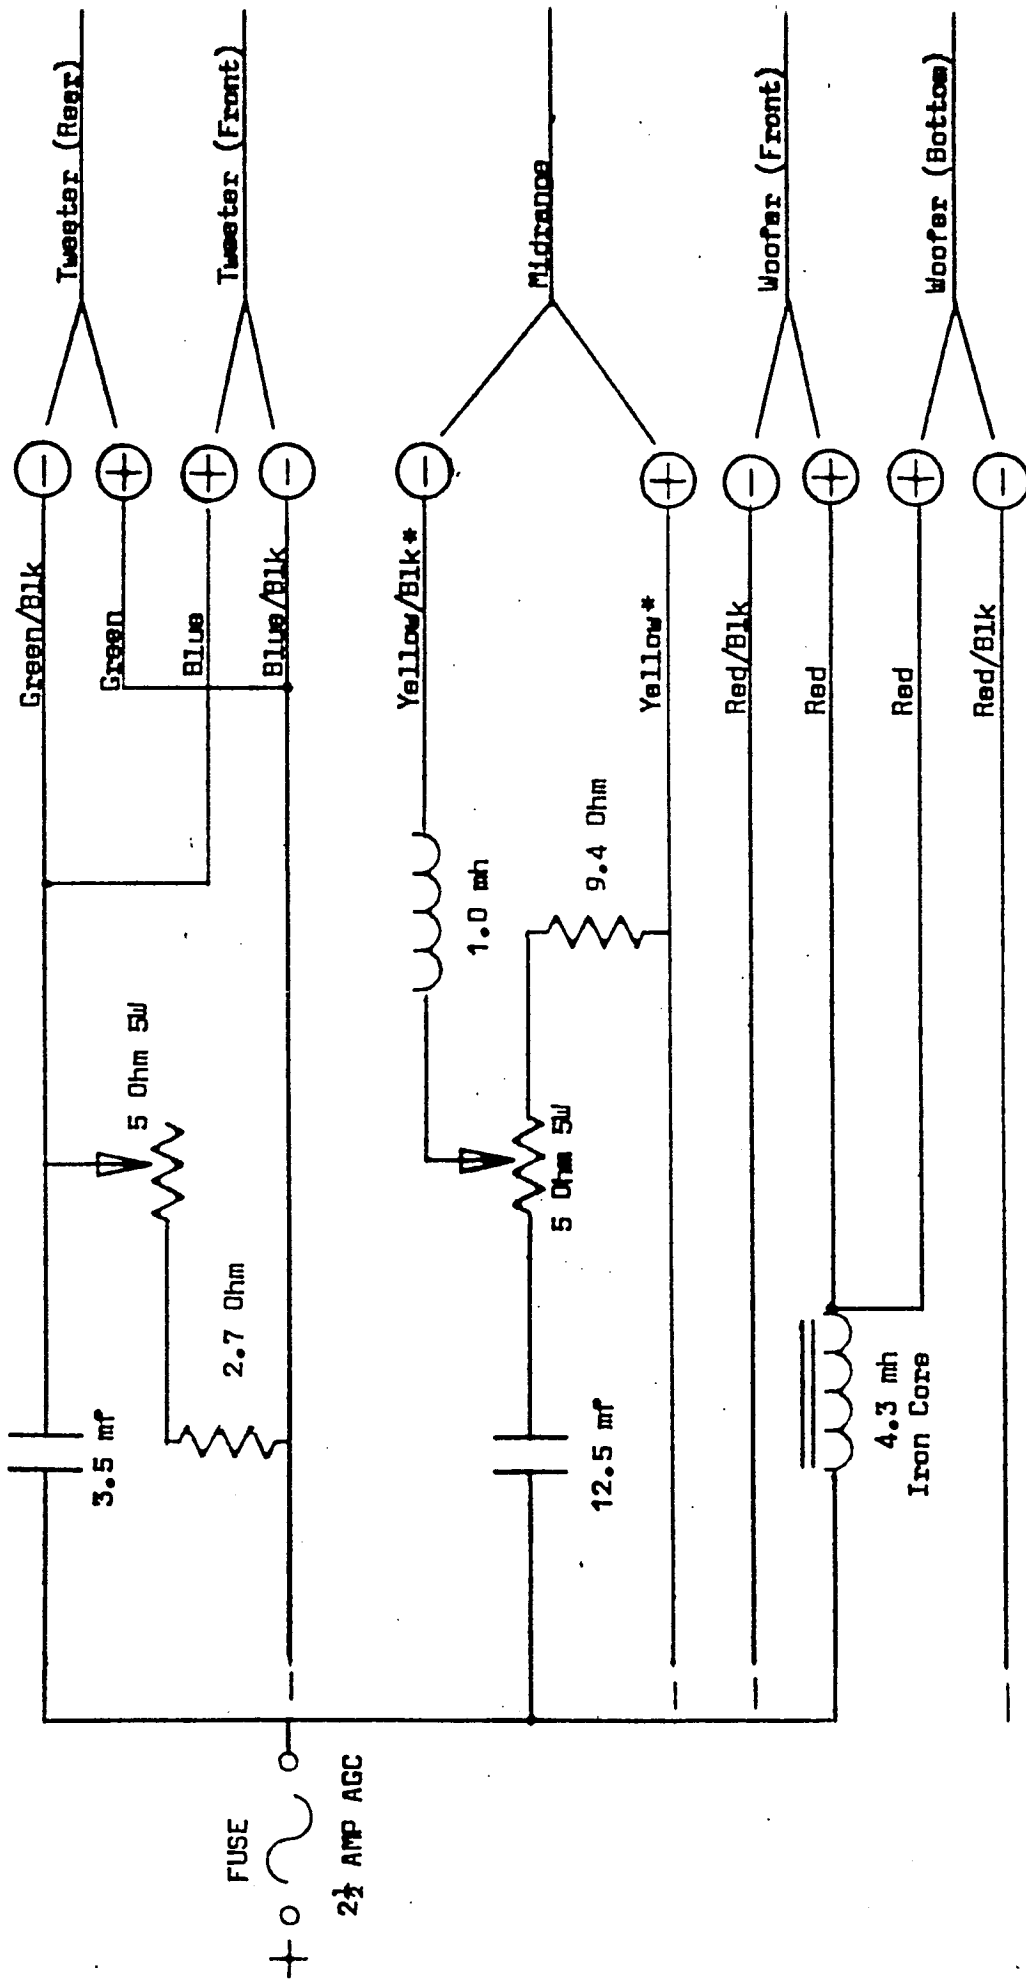 Tweeter (Rear)
Tweeter (Front)
Midrange
Woofer (Front)
Woofer (Bottom)
−
+
+
−
−
+
−
+
+
−
Green/Blk
Green
Blue
Blue/Blk
Yellow/Blk*
Yellow*
Red/Blk
Red
Red
Red/Blk
5 Ohm 5W
2.7 Ohm
3.5 mf
1.0 mh
9.4 Ohm
5 Ohm 5W
12.5 mf
4.3 mh
Iron Core
−
−
−
−
FUSE
+
2½ AMP AGC